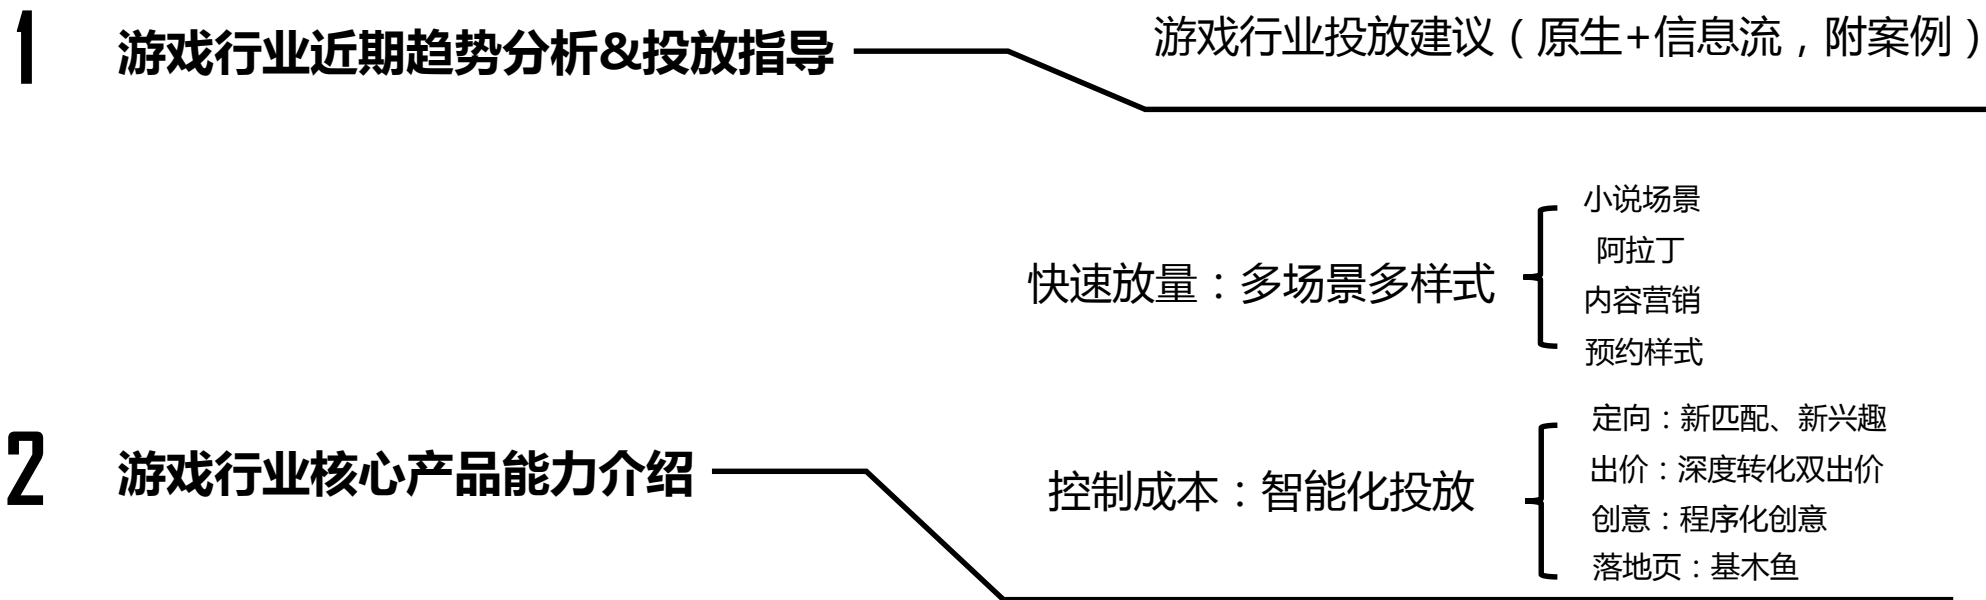 1
游戏行业近期趋势分析&投放指导
游戏行业投放建议（原生+信息流，附案例）
小说场景
阿拉丁
快速放量：多场景多样式
内容营销
预约样式
2
游戏行业核心产品能力介绍
控制成本：智能化投放
定向：新匹配、新兴趣
出价：深度转化双出价
创意：程序化创意
落地页：基木鱼